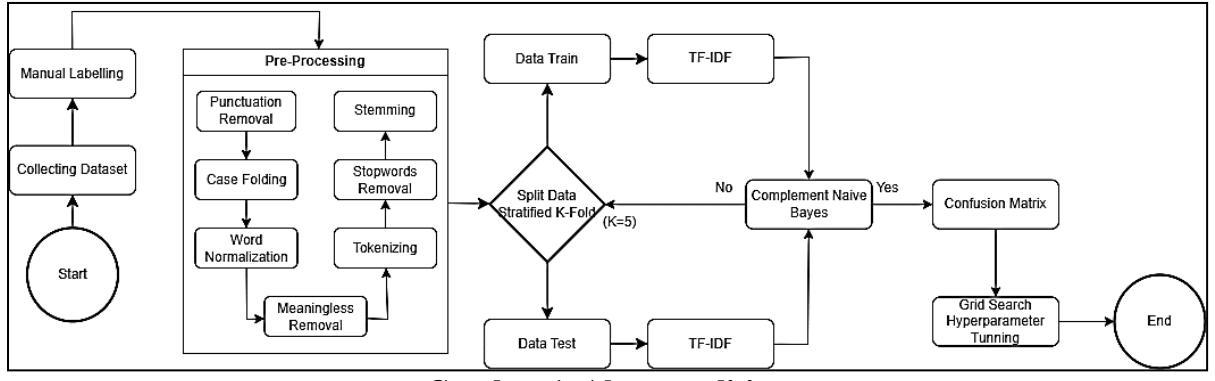 Manual Labelling
Collecting Dataset
Start
Pre-Processing
Punctuation
Removal
Case Folding
Word
Normalization
Meaningless
Removal
Tokenizing
Stopwords
Removal
Stemming
Split Data
Stratified K-Fold
(K=5)
Data Train
TF-IDF
Data Test
TF-IDF
No
Complement Naive
Bayes
Yes
Confusion Matrix
Grid Search
Hyperparameter
Tunning
End